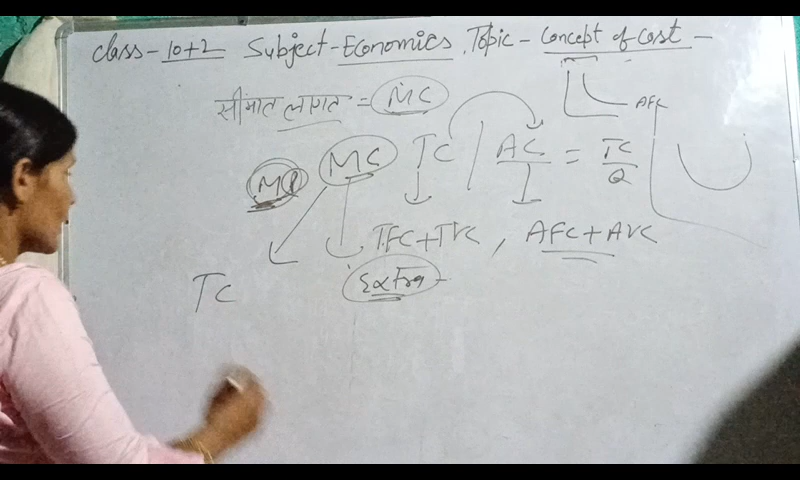 class-10+2 Subject-Economics, Topic- Concept of Cost-
सीमांत लागत = MC
AFC
MC TC / AC = TC/Q
TFC+TVC, AFC+AVC
TC Extra-